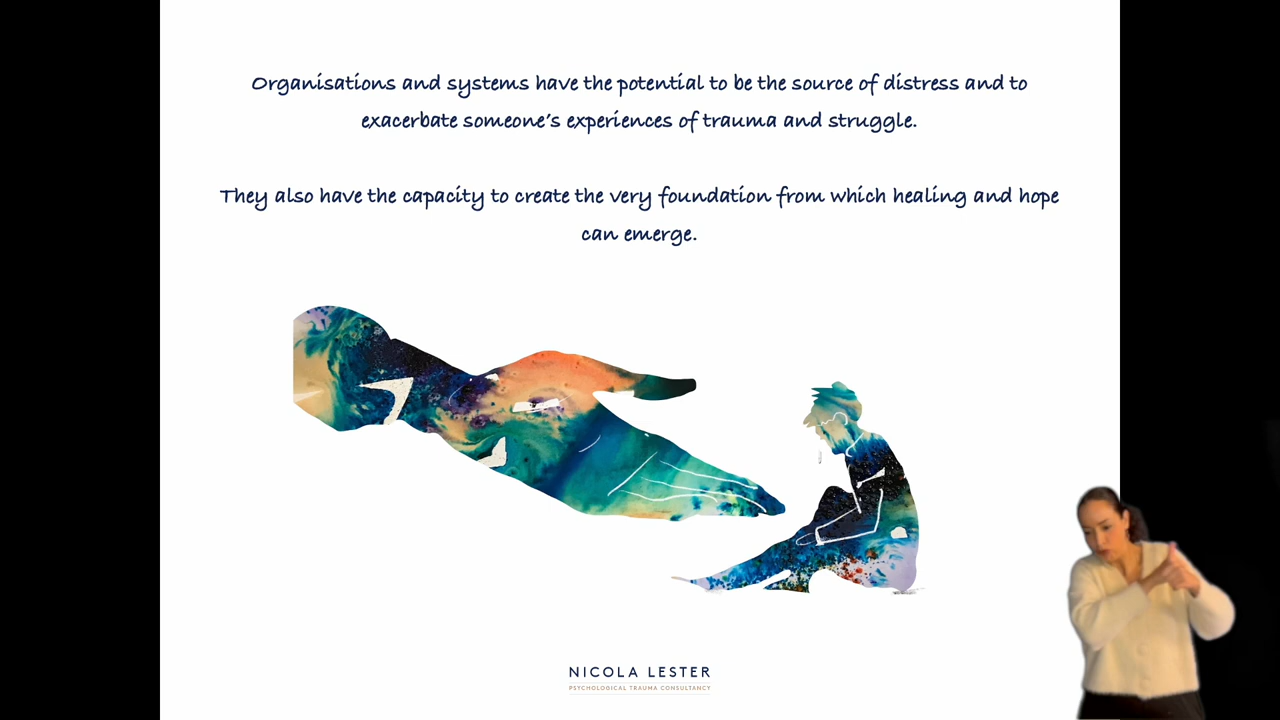 Organisations and systems have the potential to be the source of distress and to
exacerbate someone's experiences of trauma and struggle.
They also have the capacity to create the very foundation from which healing and hope
can emerge.
NICOLA LESTER
PSYCHOLOGICAL TRAUMA CONSULTANCY